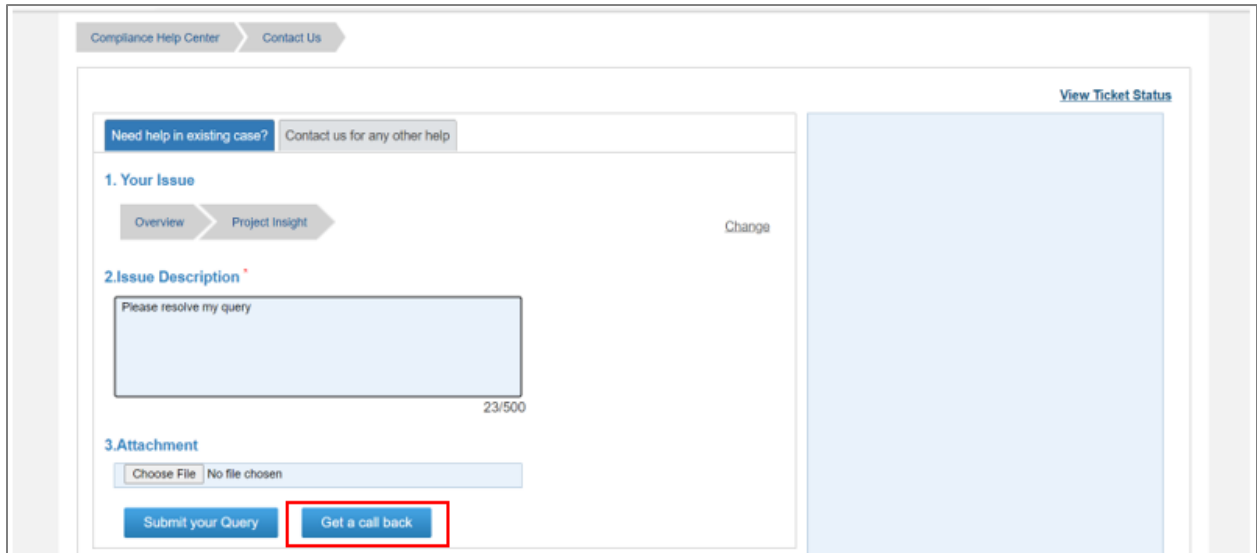 Compliance Help Center Contact Us
View Ticket Status
Need help in existing case? Contact us for any other help
1. Your Issue
Overview Project Insight Change
2.Issue Description *
Please resolve my query
23/500
3.Attachment
Choose File No file chosen
Submit your Query Get a call back